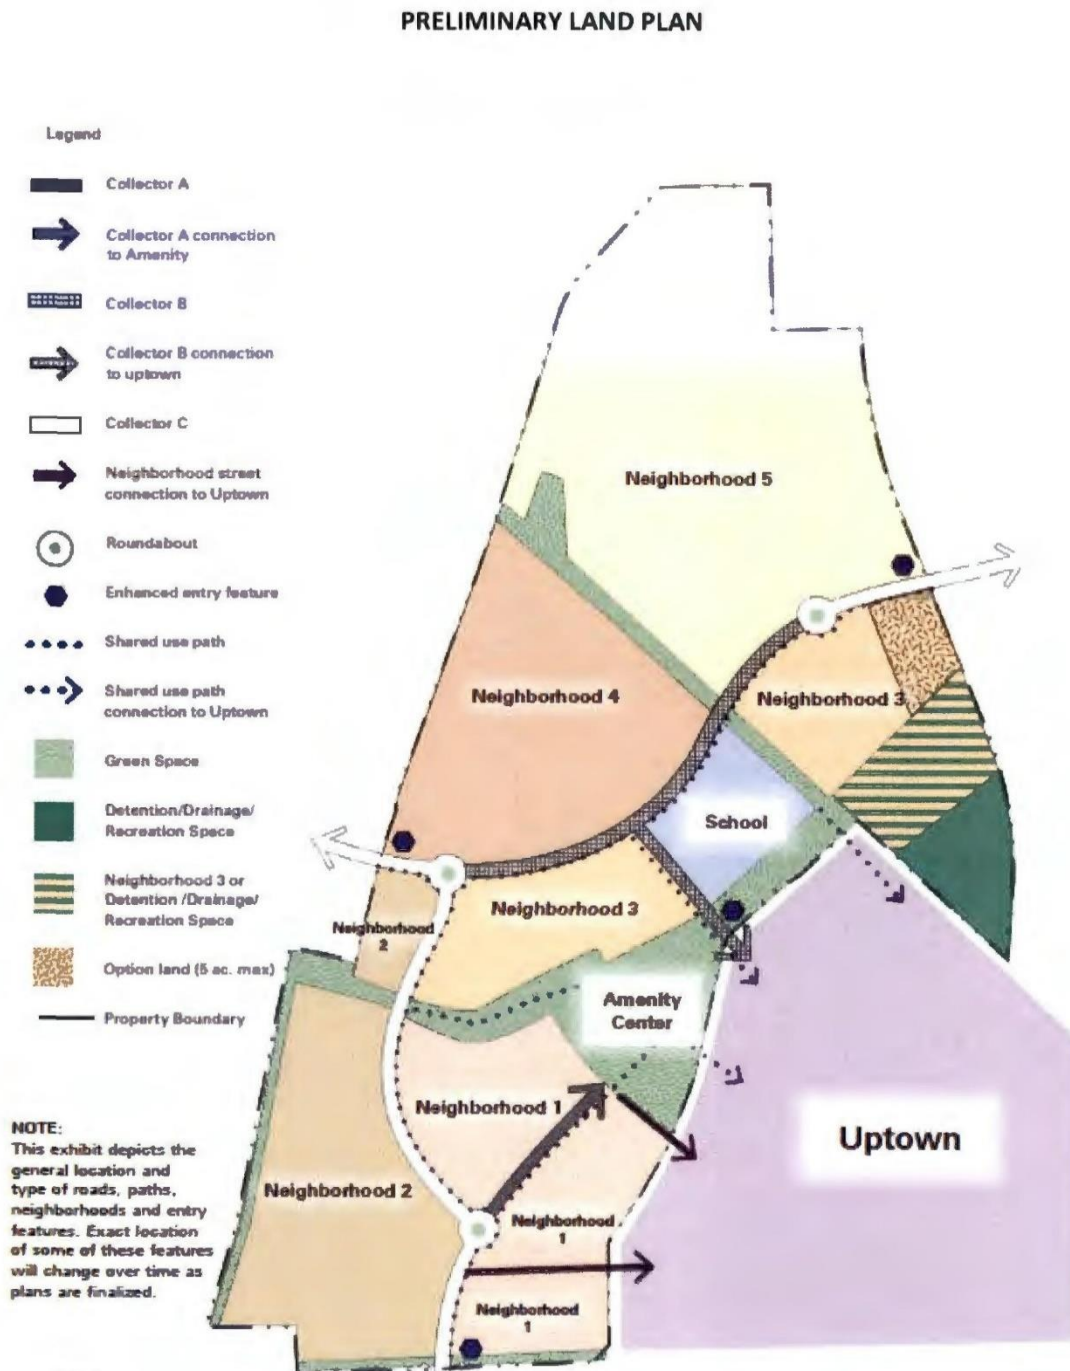 PRELIMINARY LAND PLAN
Legend
Collector A
Collector A connection
to Amenity
Collector B
Collector B connection
to uptown
Collector C
Neighborhood street
connection to Uptown
Roundabout
Enhanced entry feature
Shared use path
Shared use path
connection to Uptown
Green Space
Detention/Drainage/
Recreation Space
Neighborhood 3 or
Detention /Drainage/
Recreation Space
Option land (5 ac. max)
Property Boundary
NOTE:
This exhibit depicts the
general location and
type of roads, paths,
neighborhoods and entry
features. Exact location
of some of these features
will change over time as
plans are finalized.
Neighborhood 5
Neighborhood 4
Neighborhood 3
School
Neighborhood 3
Neighborhood
2
Amenity
Center
Neighborhood 1
Uptown
Neighborhood 2
Neighborhood
1
Neighborhood
1